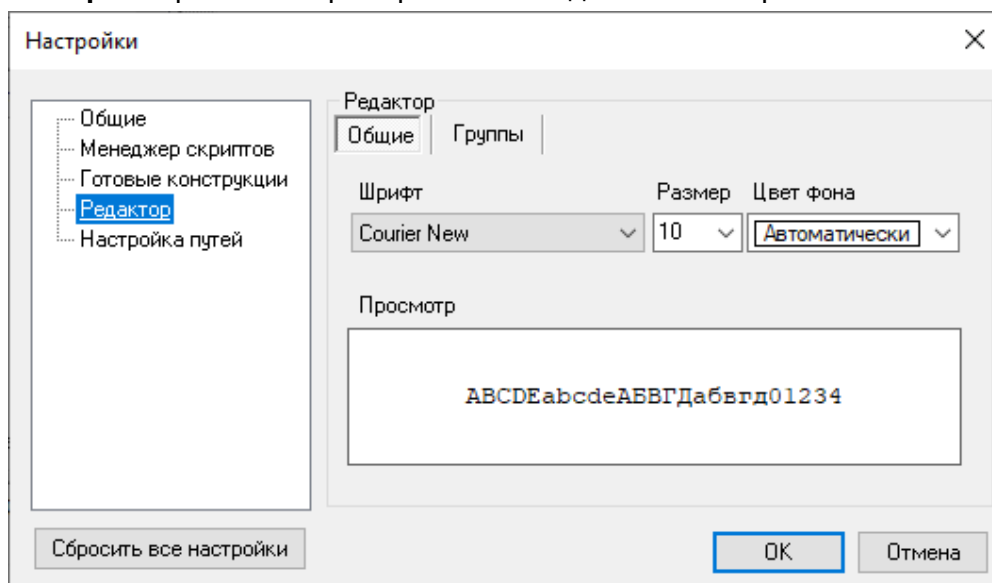 Настройки
Общие
Менеджер скриптов
Готовые конструкции
Редактор
Настройка путей
Редактор
Общие Группы
Шрифт Размер Цвет фона
Courier New 10 Автоматически
Просмотр
ABCDEabcdeАБВГДабвгд01234
Сбросить все настройки
OK Отмена